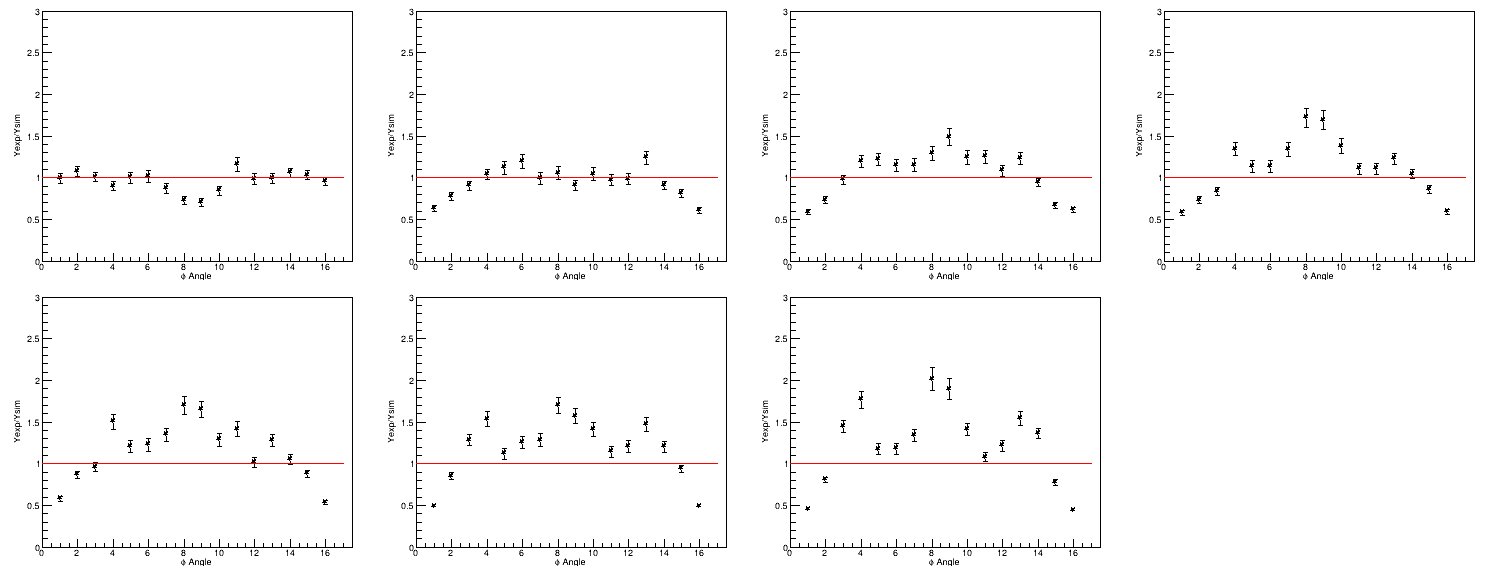 3 3 3 3
2.5 2.5 2.5 2.5
2 2 2 2
Yexp/Ysim Yexp/Ysim Yexp/Ysim Yexp/Ysim
1.5 1.5 1.5 1.5
1 1 1 1
0.5 0.5 0.5 0.5
0 0 0 0
0 2 4 6 8 10 12 14 16 0 2 4 6 8 10 12 14 16 0 2 4 6 8 10 12 14 16 0 2 4 6 8 10 12 14 16
ϕ Angle ϕ Angle ϕ Angle ϕ Angle
3 3 3
2.5 2.5 2.5
2 2 2
Yexp/Ysim Yexp/Ysim Yexp/Ysim
1.5 1.5 1.5
1 1 1
0.5 0.5 0.5
0 0 0
0 2 4 6 8 10 12 14 16 0 2 4 6 8 10 12 14 16 0 2 4 6 8 10 12 14 16
ϕ Angle ϕ Angle ϕ Angle